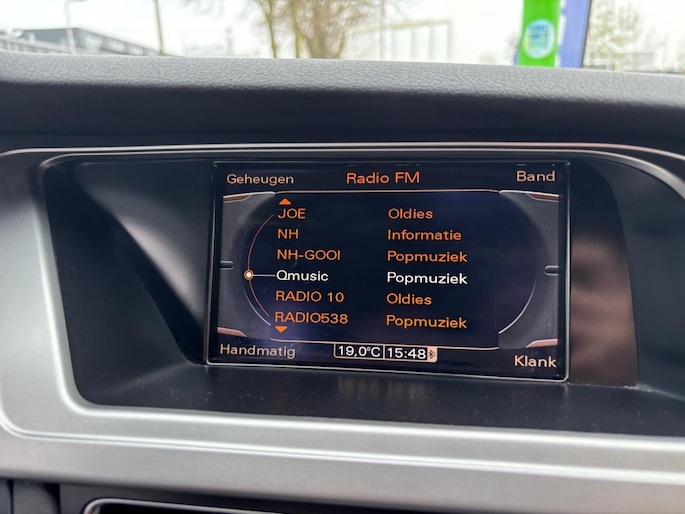 Geheugen Radio FM Band
JOE Oldies
NH Informatie
NH-GOOI Popmuziek
Qmusic Popmuziek
RADIO 10 Oldies
RADIO538 Popmuziek
Handmatig 19,0°C 15:48 Klank